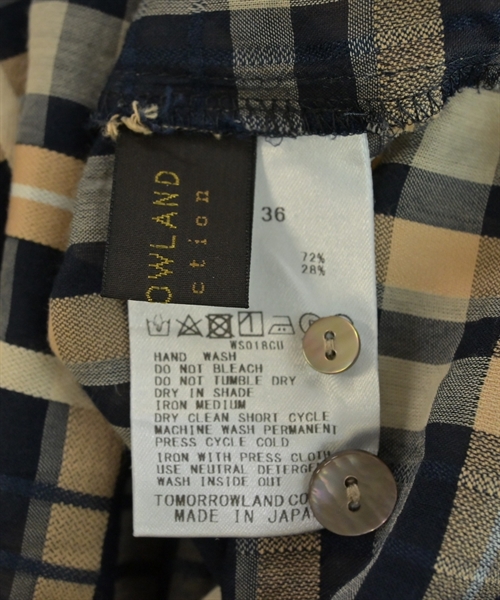 OWLAND
ction
36
72%
28%
WS018CU
HAND WASH
DO NOT BLEACH
DO NOT TUMBLE DRY
DRY IN SHADE
IRON MEDIUM
DRY CLEAN SHORT CYCLE
MACHINE WASH PERMANENT
PRESS CYCLE COLD
IRON WITH PRESS CLOTH
USE NEUTRAL DETERGEN
WASH INSIDE OUT
TOMORROWLAND CO
MADE IN JAPAN